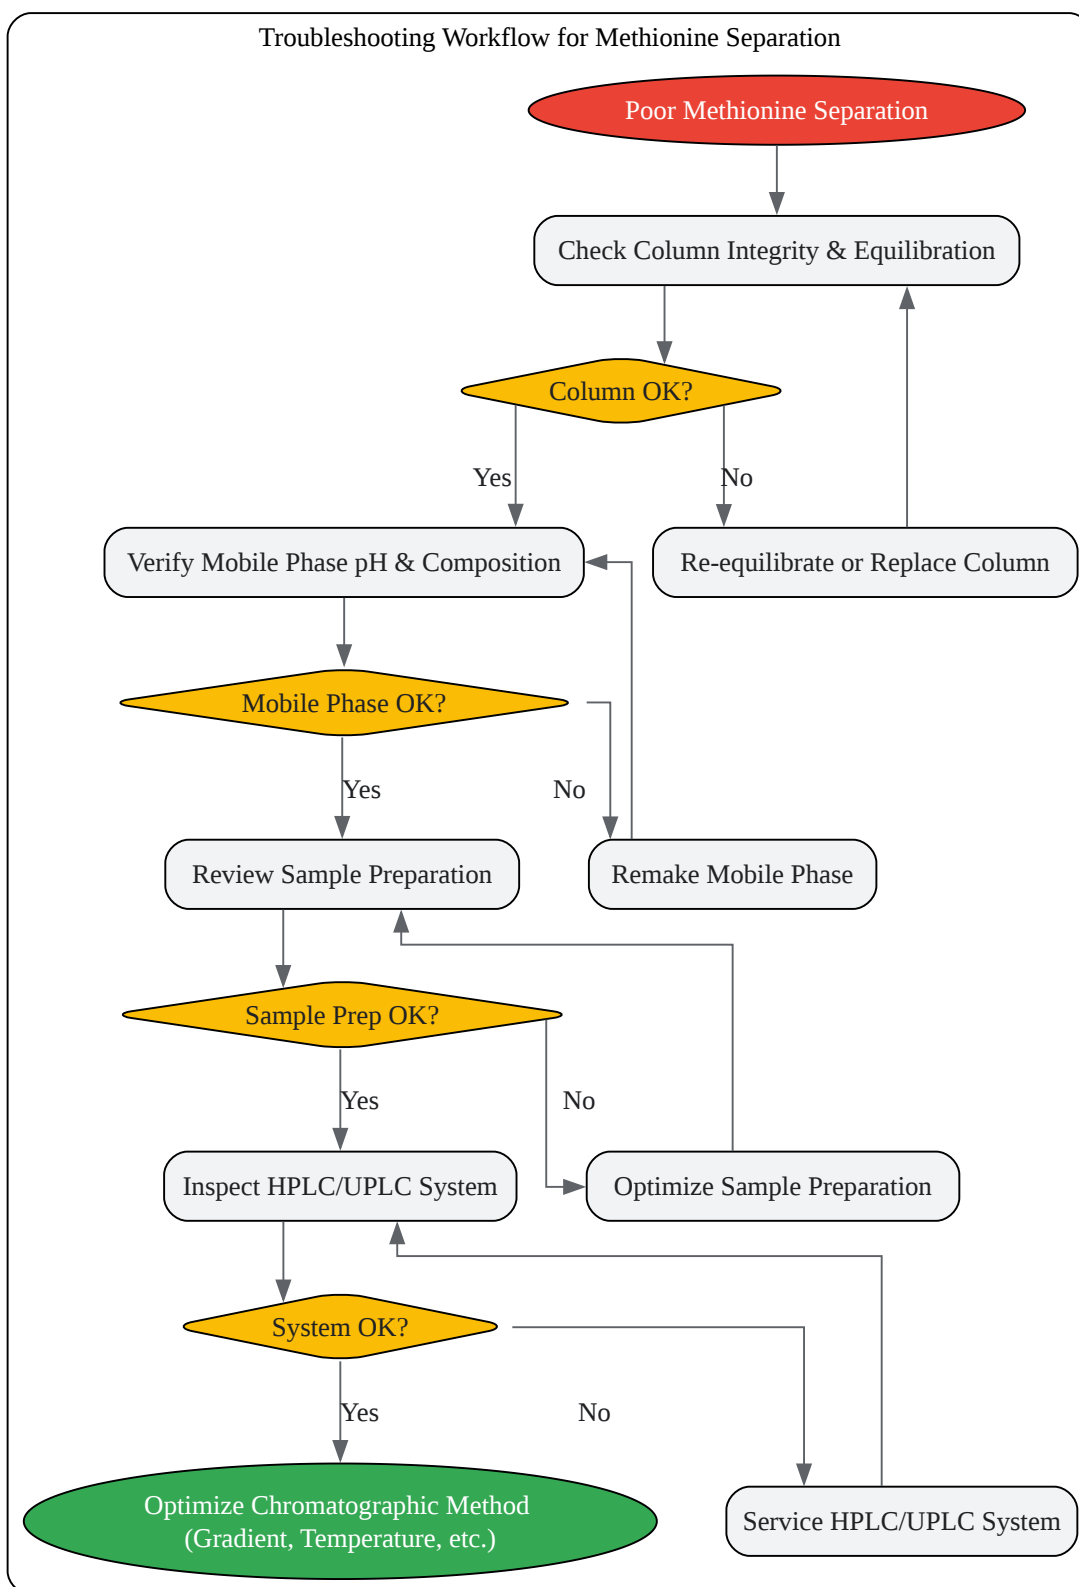 Troubleshooting Workflow for Methionine Separation
Poor Methionine Separation
Check Column Integrity & Equilibration
Column OK?
Yes
No
Verify Mobile Phase pH & Composition
Re-equilibrate or Replace Column
Mobile Phase OK?
Yes
No
Review Sample Preparation
Remake Mobile Phase
Sample Prep OK?
Yes
No
Inspect HPLC/UPLC System
Optimize Sample Preparation
System OK?
Yes
No
Optimize Chromatographic Method
(Gradient, Temperature, etc.)
Service HPLC/UPLC System